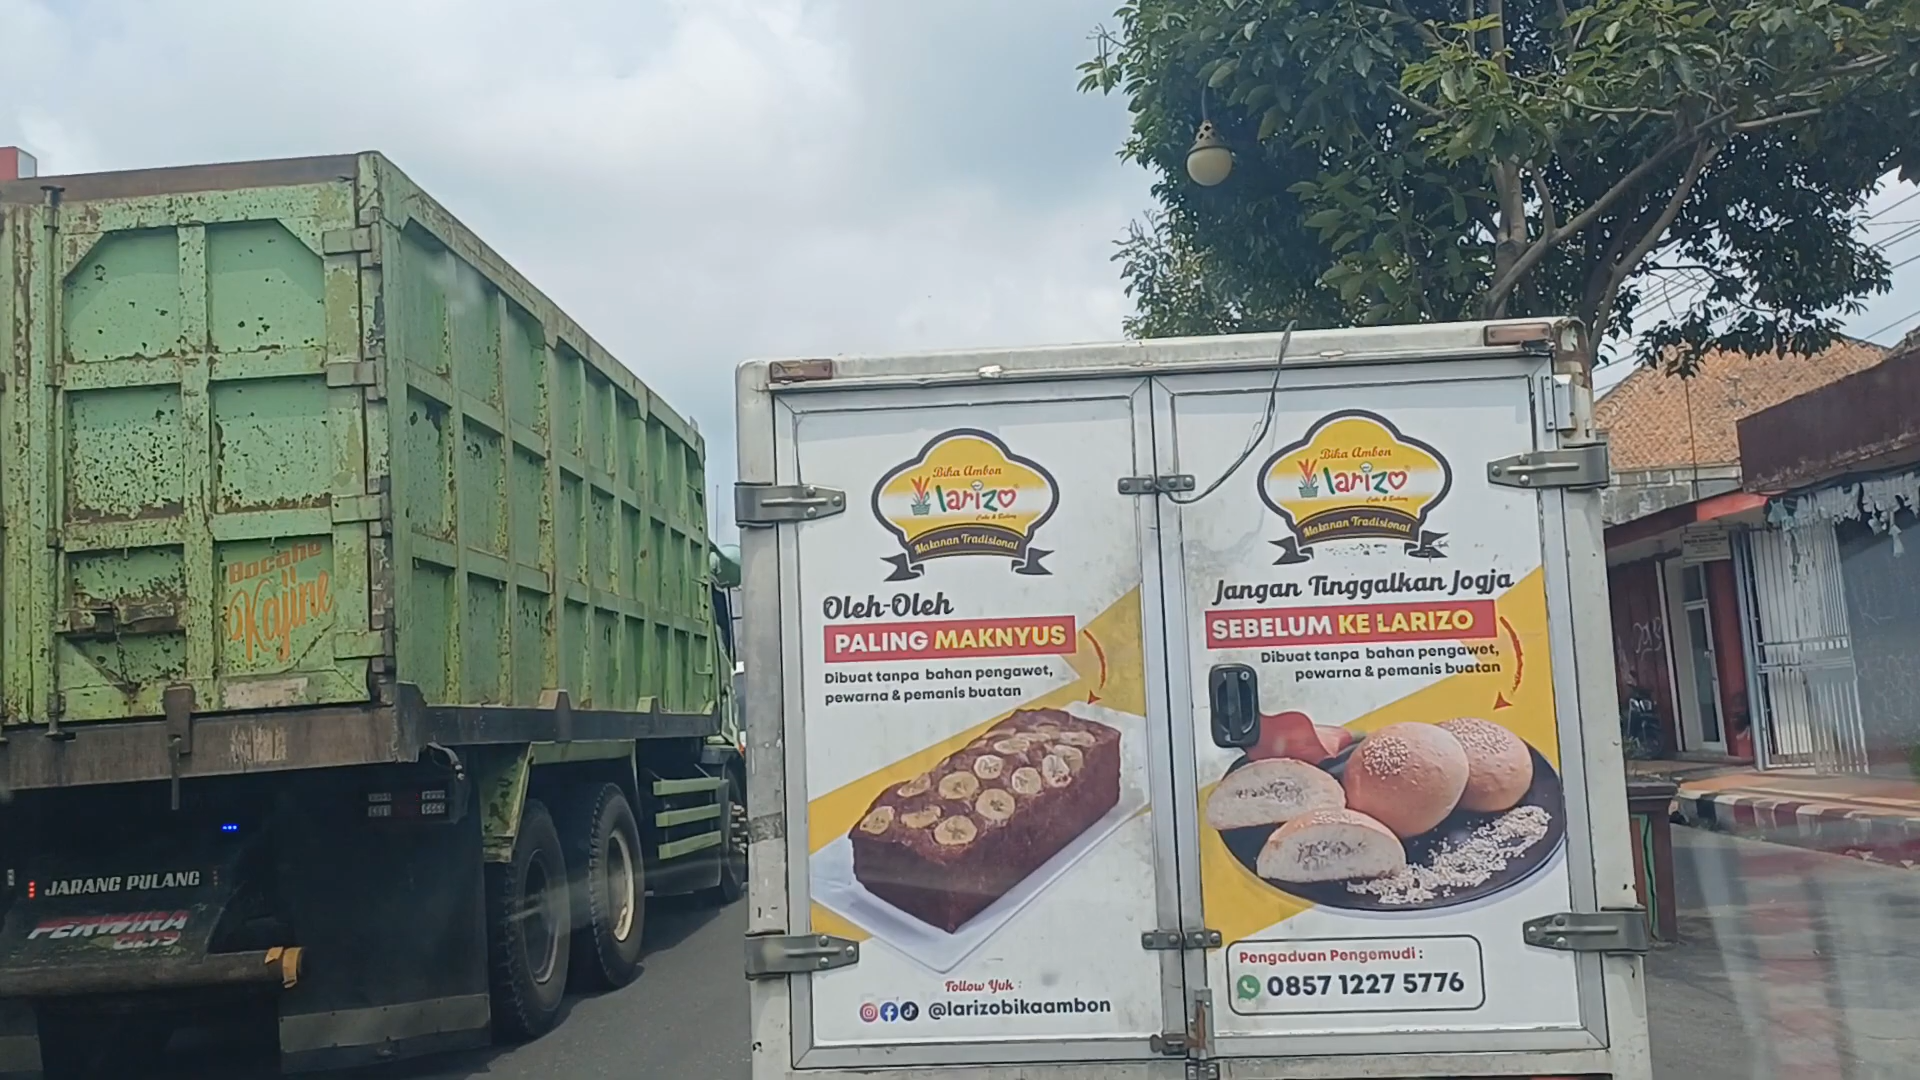 Bocahe
Kajine
JARANG PULANG
PERWIRA
Bika Ambon
larizo
Cake & Bakery
Makanan Tradisional
Oleh-Oleh
PALING MAKNYUS
Dibuat tanpa bahan pengawet,
pewarna & pemanis buatan
Follow Yuk :
@larizobikaambon
Bika Ambon
larizo
Cake & Bakery
Makanan Tradisional
Jangan Tinggalkan Jogja
SEBELUM KE LARIZO
Dibuat tanpa bahan pengawet,
pewarna & pemanis buatan
Pengaduan Pengemudi :
0857 1227 5776